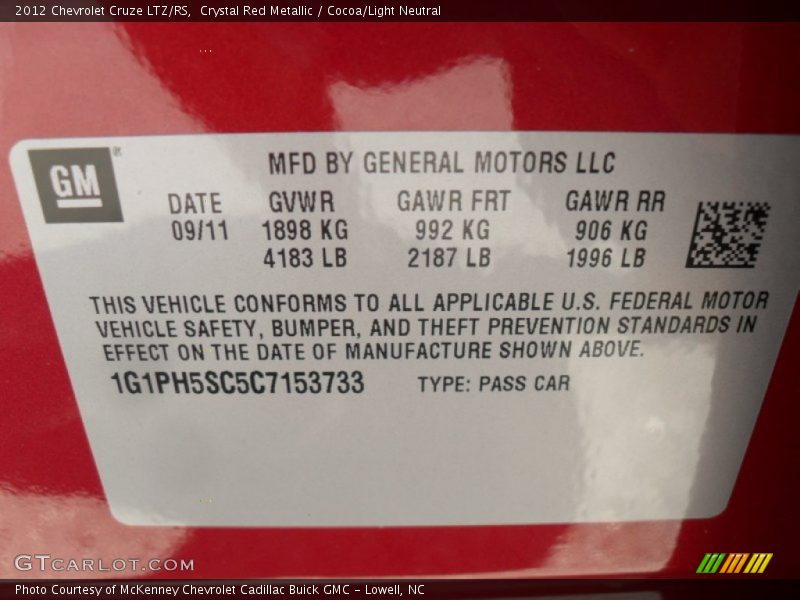 2012 Chevrolet Cruze LTZ/RS, Crystal Red Metallic / Cocoa/Light Neutral
GM®
MFD BY GENERAL MOTORS LLC
DATE GVWR GAWR FRT GAWR RR
09/11 1898 KG 992 KG 906 KG
4183 LB 2187 LB 1996 LB
THIS VEHICLE CONFORMS TO ALL APPLICABLE U.S. FEDERAL MOTOR
VEHICLE SAFETY, BUMPER, AND THEFT PREVENTION STANDARDS IN
EFFECT ON THE DATE OF MANUFACTURE SHOWN ABOVE.
1G1PH5SC5C7153733 TYPE: PASS CAR
GTCARLOT.COM
Photo Courtesy of McKenney Chevrolet Cadillac Buick GMC - Lowell, NC